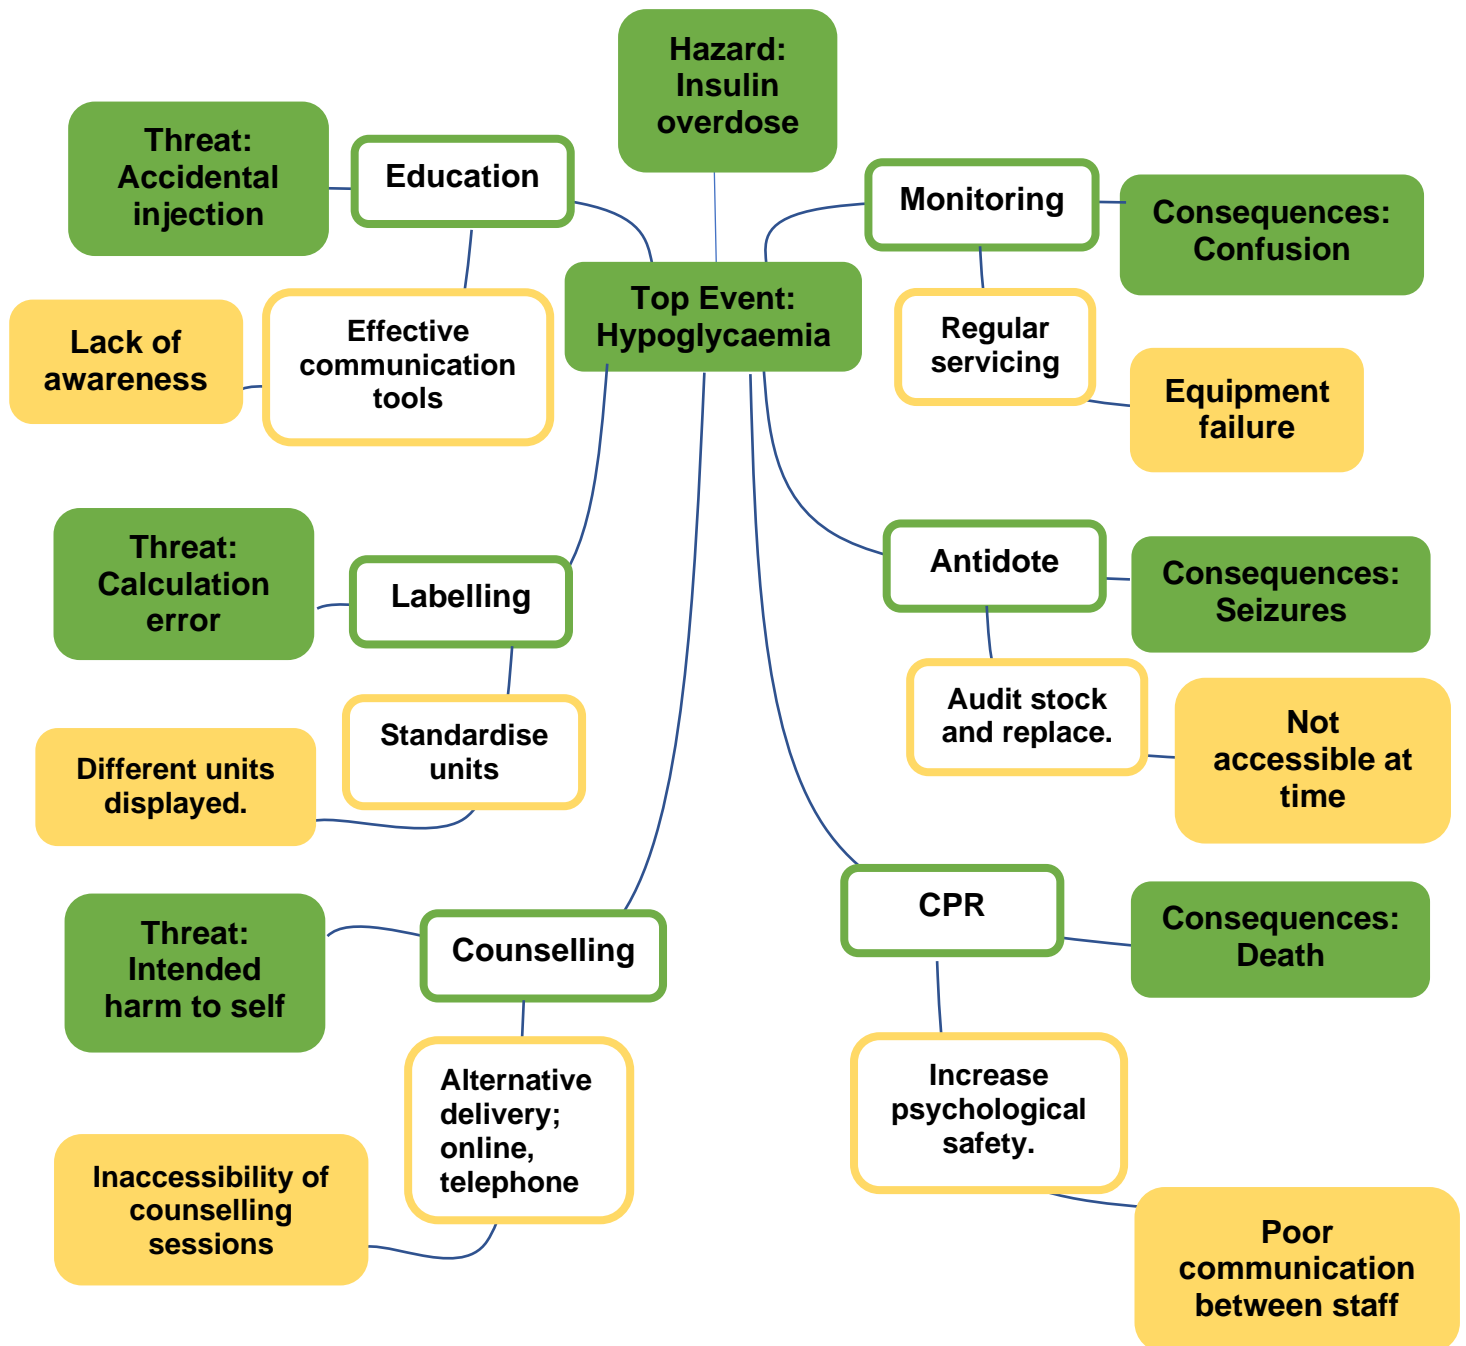 Hazard:
Insulin
overdose
Threat:
Accidental
injection
Education
Monitoring
Consequences:
Confusion
Top Event:
Hypoglycaemia
Lack of
awareness
Effective
communication
tools
Regular
servicing
Equipment
failure
Threat:
Calculation
error
Labelling
Antidote
Consequences:
Seizures
Different units
displayed.
Standardise
units
Audit stock
and replace.
Not
accessible at
time
Threat:
Intended
harm to self
Counselling
CPR
Consequences:
Death
Inaccessibility of
counselling
sessions
Alternative
delivery;
online,
telephone
Increase
psychological
safety.
Poor
communication
between staff